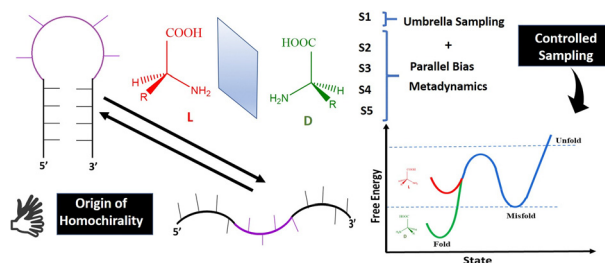 COOH
H
NH2
R
L
HOOC
H
H2N
R
D
5'
3'
Origin of
Homochirality
5'
3'
S1
Umbrella Sampling
S2
+
S3
Parallel Bias
S4
Metadynamics
S5
Controlled
Sampling
Free Energy
Unfold
Misfold
Fold
State